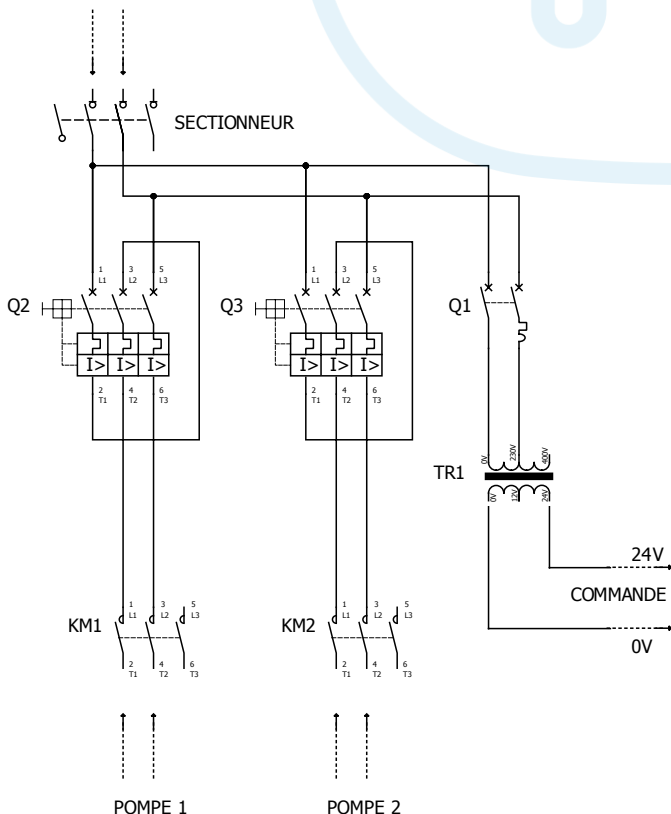 SECTIONNEUR
1 3 5
L1 L2 L3
Q2
I> I> I>
2 4 6
T1 T2 T3
1 3 5
L1 L2 L3
Q3
I> I> I>
2 4 6
T1 T2 T3
Q1
0V 230V 400V
TR1
0V 12V 24V
24V
COMMANDE
0V
1 3 5
L1 L2 L3
KM1
2 4 6
T1 T2 T3
1 3 5
L1 L2 L3
KM2
2 4 6
T1 T2 T3
POMPE 1
POMPE 2